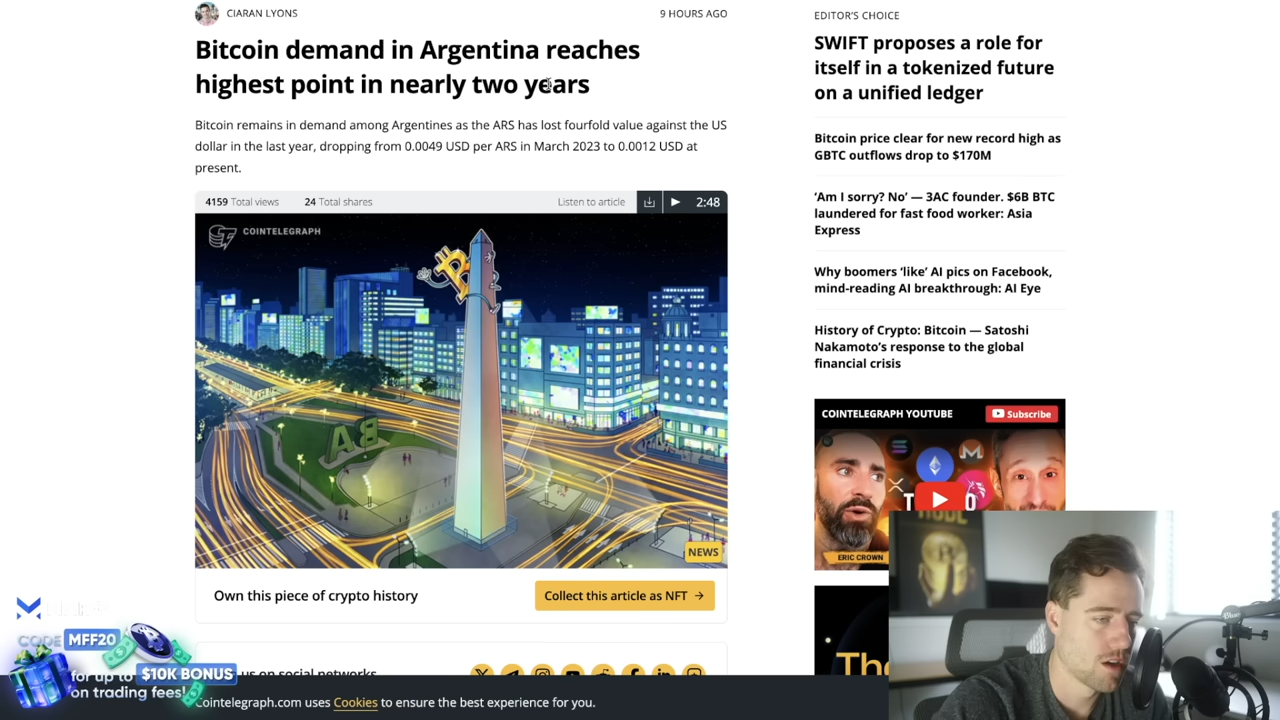 CIARAN LYONS
9 HOURS AGO
Bitcoin demand in Argentina reaches
highest point in nearly two years
Bitcoin remains in demand among Argentines as the ARS has lost fourfold value against the US
dollar in the last year, dropping from 0.0049 USD per ARS in March 2023 to 0.0012 USD at
present.
4159 Total views
24 Total shares
Listen to article
2:48
COINTELEGRAPH
BA
NEWS
Own this piece of crypto history
Collect this article as NFT →
us on social networks
Cointelegraph.com uses Cookies to ensure the best experience for you.
EDITOR'S CHOICE
SWIFT proposes a role for
itself in a tokenized future
on a unified ledger
Bitcoin price clear for new record high as
GBTC outflows drop to $170M
‘Am I sorry? No’ — 3AC founder. $6B BTC
laundered for fast food worker: Asia
Express
Why boomers ‘like’ AI pics on Facebook,
mind-reading AI breakthrough: AI Eye
History of Crypto: Bitcoin — Satoshi
Nakamoto’s response to the global
financial crisis
COINTELEGRAPH YOUTUBE
Subscribe
ERIC CROWN
The
CODE MFF20
for up to $10K BONUS
on trading fees!